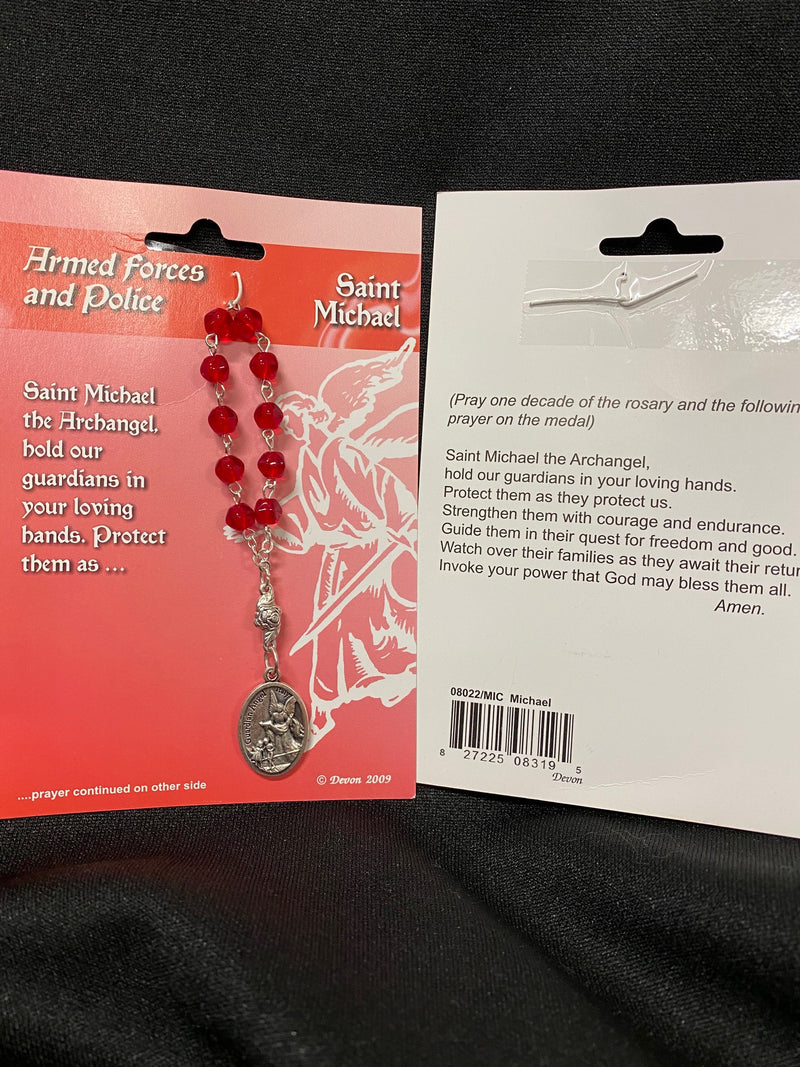 Armed Forces
and Police
Saint
Michael
Saint Michael
the Archangel,
hold our
guardians in
your loving
hands. Protect
them as ...
....prayer continued on other side
© Devon 2009
(Pray one decade of the rosary and the followin
prayer on the medal)
Saint Michael the Archangel,
hold our guardians in your loving hands.
Protect them as they protect us.
Strengthen them with courage and endurance.
Guide them in their quest for freedom and good.
Watch over their families as they await their retur
Invoke your power that God may bless them all.
Amen.
08022/MIC Michael
8 27225 08319 5
Devon